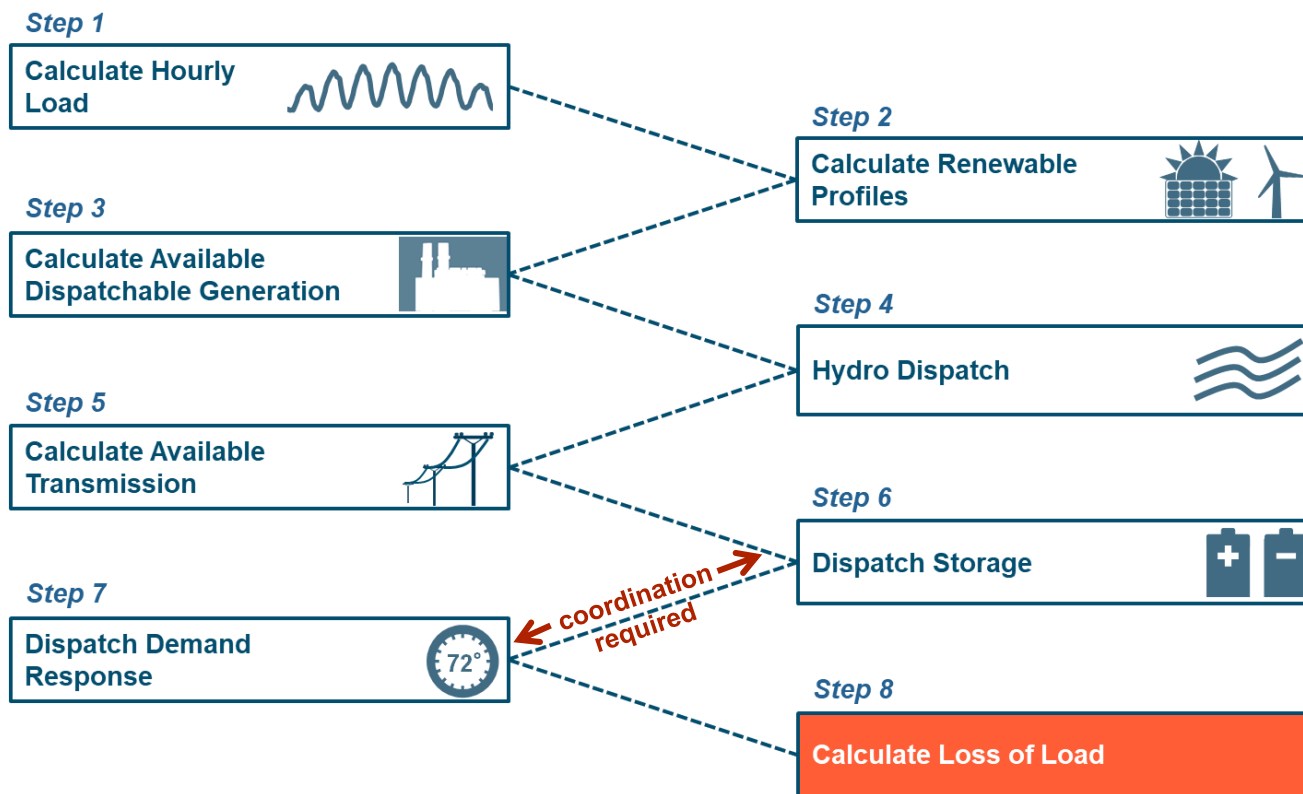 Step 1
Calculate Hourly
Load
Step 2
Calculate Renewable
Profiles
Step 3
Calculate Available
Dispatchable Generation
Step 4
Hydro Dispatch
Step 5
Calculate Available
Transmission
Step 6
Dispatch Storage
+ −
coordination
required
Step 7
Dispatch Demand
Response
72°
Step 8
Calculate Loss of Load